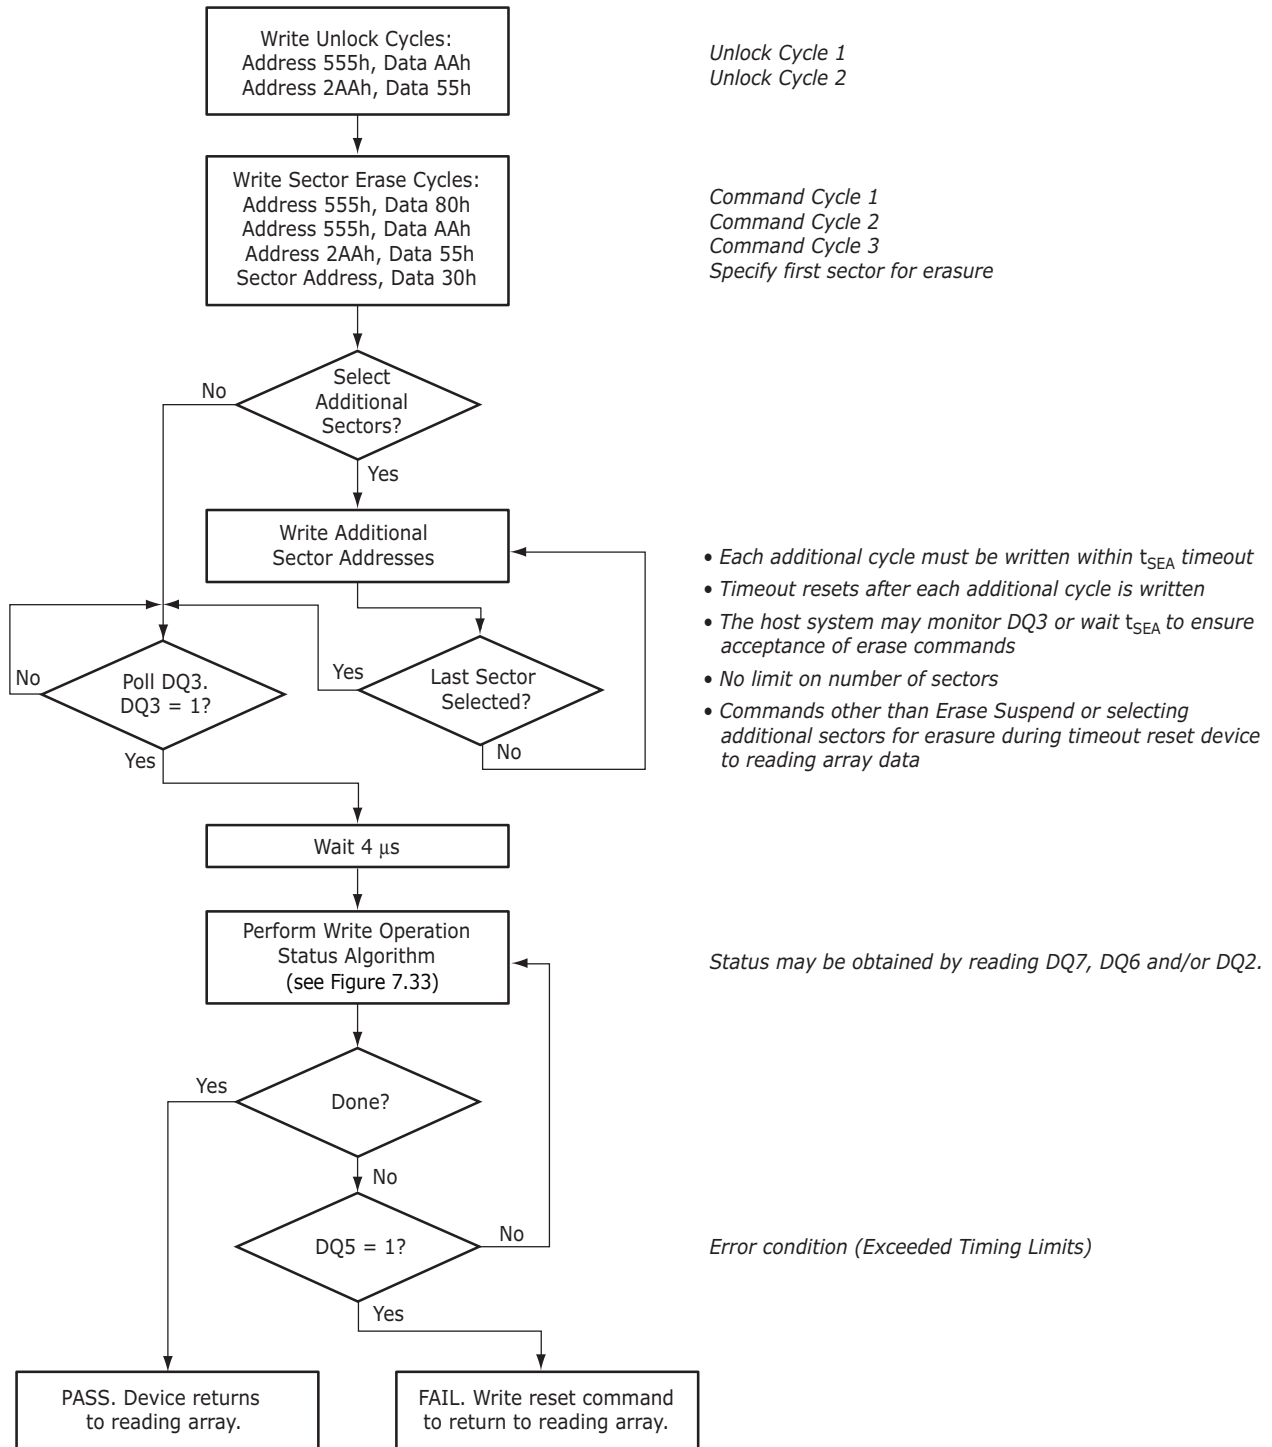 Write Unlock Cycles:
Address 555h, Data AAh
Address 2AAh, Data 55h
Unlock Cycle 1
Unlock Cycle 2
Write Sector Erase Cycles:
Address 555h, Data 80h
Address 555h, Data AAh
Address 2AAh, Data 55h
Sector Address, Data 30h
Command Cycle 1
Command Cycle 2
Command Cycle 3
Specify first sector for erasure
Select
Additional
Sectors?
No
Yes
Write Additional
Sector Addresses
• Each additional cycle must be written within tSEA timeout
• Timeout resets after each additional cycle is written
• The host system may monitor DQ3 or wait tSEA to ensure
acceptance of erase commands
• No limit on number of sectors
• Commands other than Erase Suspend or selecting
additional sectors for erasure during timeout reset device
to reading array data
No
Poll DQ3.
DQ3 = 1?
Yes
Last Sector
Selected?
Yes
No
Wait 4 μs
Perform Write Operation
Status Algorithm
(see Figure 7.33)
Status may be obtained by reading DQ7, DQ6 and/or DQ2.
Yes
Done?
No
DQ5 = 1?
No
Error condition (Exceeded Timing Limits)
Yes
PASS. Device returns
to reading array.
FAIL. Write reset command
to return to reading array.